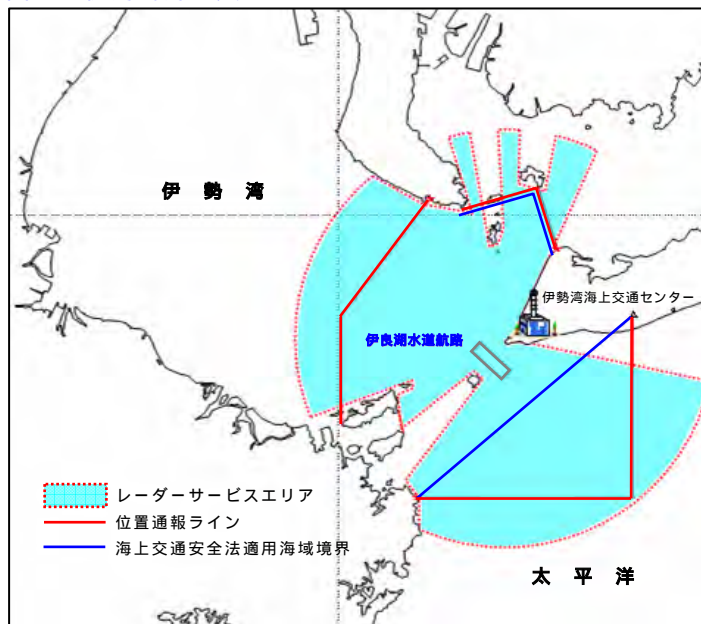 伊 勢 湾
伊勢湾海上交通センター
伊良湖水道航路
レーダーサービスエリア
位置通報ライン
海上交通安全法適用海域境界
太 平 洋